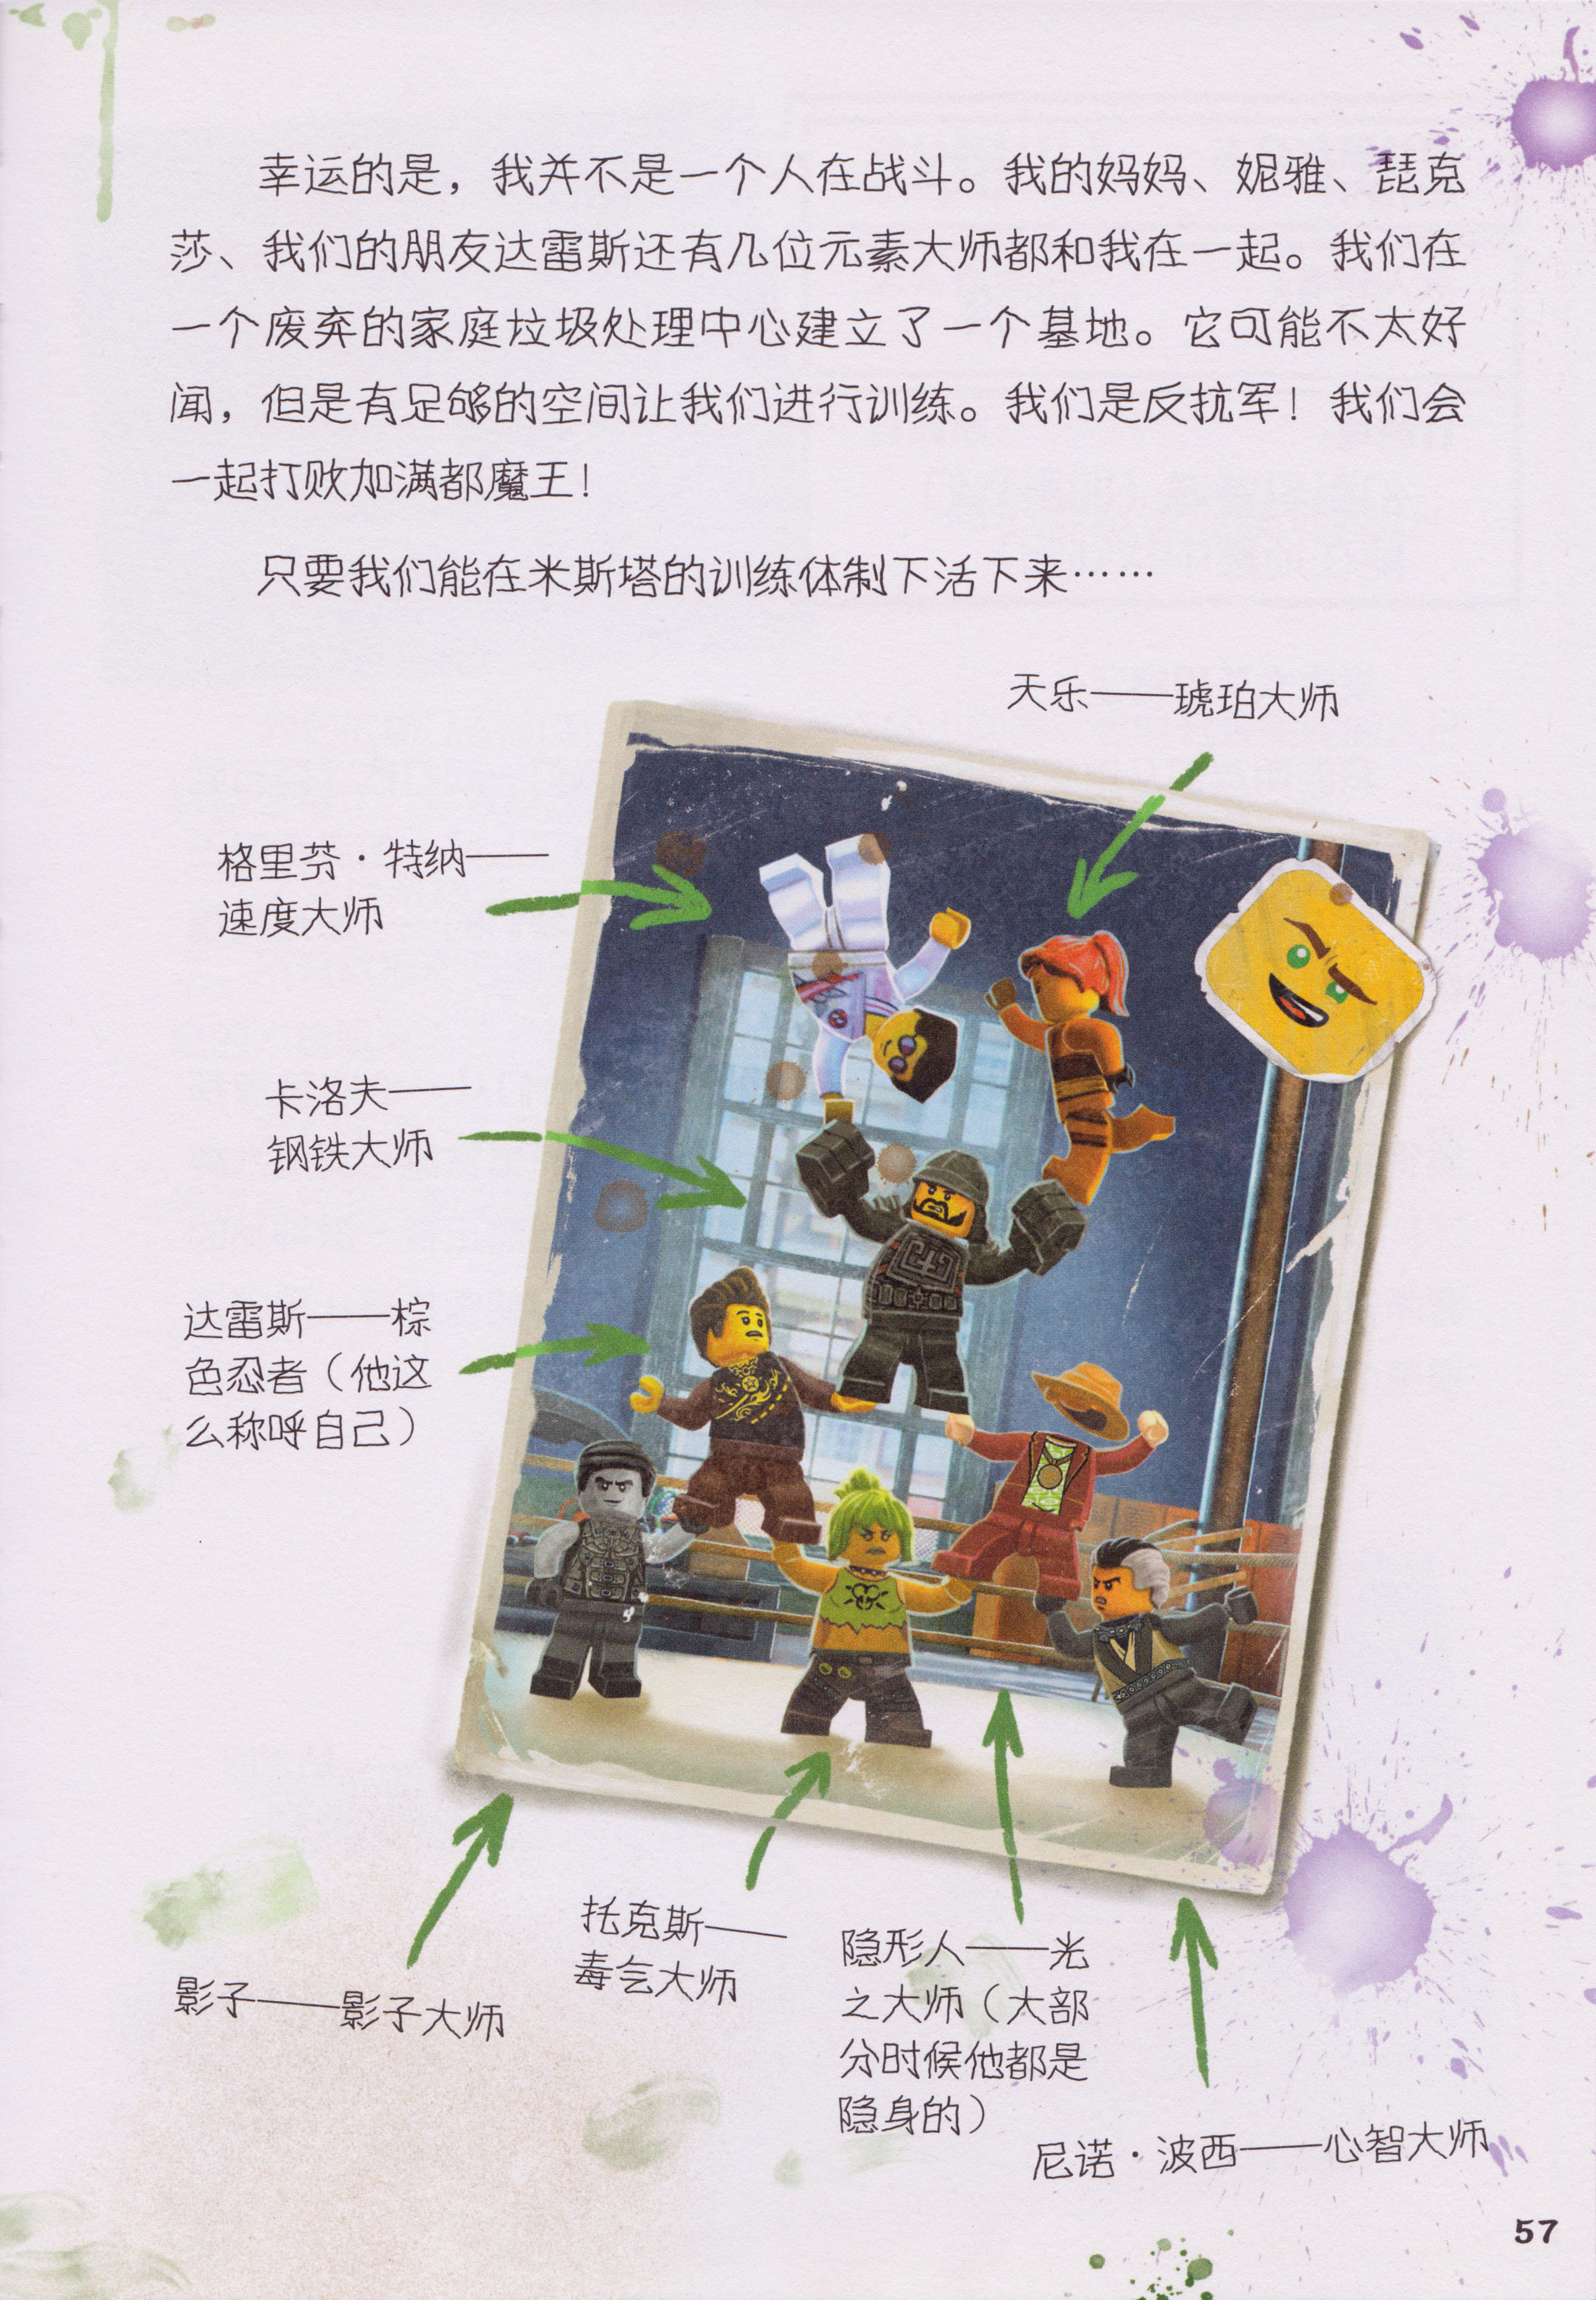 幸运的是，我并不是一个人在战斗。我的妈妈、妮雅、琵克
莎、我们的朋友达雷斯还有几位元素大师都和我在一起。我们在
一个废弃的家庭垃圾处理中心建立了一个基地。它可能不太好
闻，但是有足够的空间让我们进行训练。我们是反抗军！我们会
一起打败加满都魔王！
只要我们能在米斯塔的训练体制下活下来……
天乐——琥珀大师
格里芬·特纳——
速度大师
卡洛夫——
钢铁大师
达雷斯——棕
色忍者（他这
么称呼自己）
影子——影子大师
托克斯——
毒气大师
隐形人——光
之大师（大部
分时候他都是
隐身的）
尼诺·波西——心智大师
57